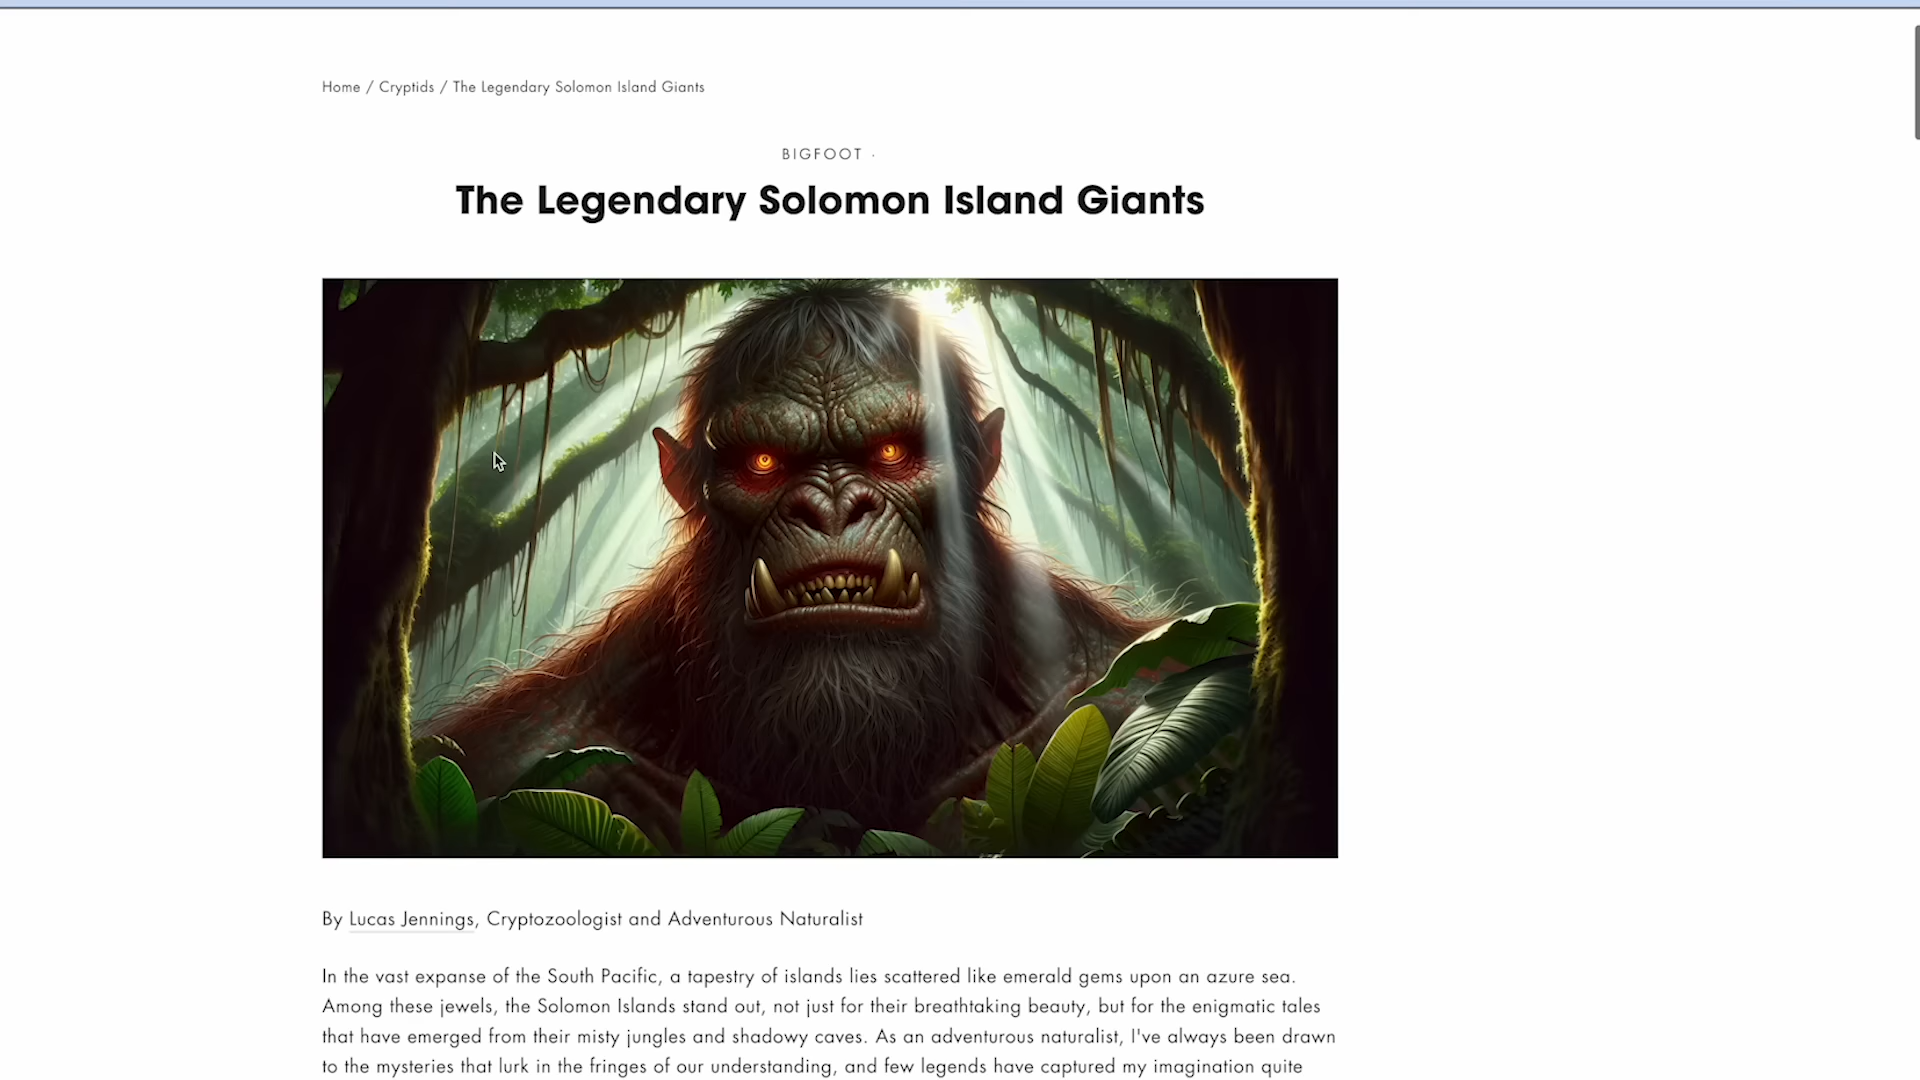 Home / Cryptids / The Legendary Solomon Island Giants
BIGFOOT ·
The Legendary Solomon Island Giants
By Lucas Jennings, Cryptozoologist and Adventurous Naturalist
In the vast expanse of the South Pacific, a tapestry of islands lies scattered like emerald gems upon an azure sea.
Among these jewels, the Solomon Islands stand out, not just for their breathtaking beauty, but for the enigmatic tales
that have emerged from their misty jungles and shadowy caves. As an adventurous naturalist, I've always been drawn
to the mysteries that lurk in the fringes of our understanding, and few legends have captured my imagination quite